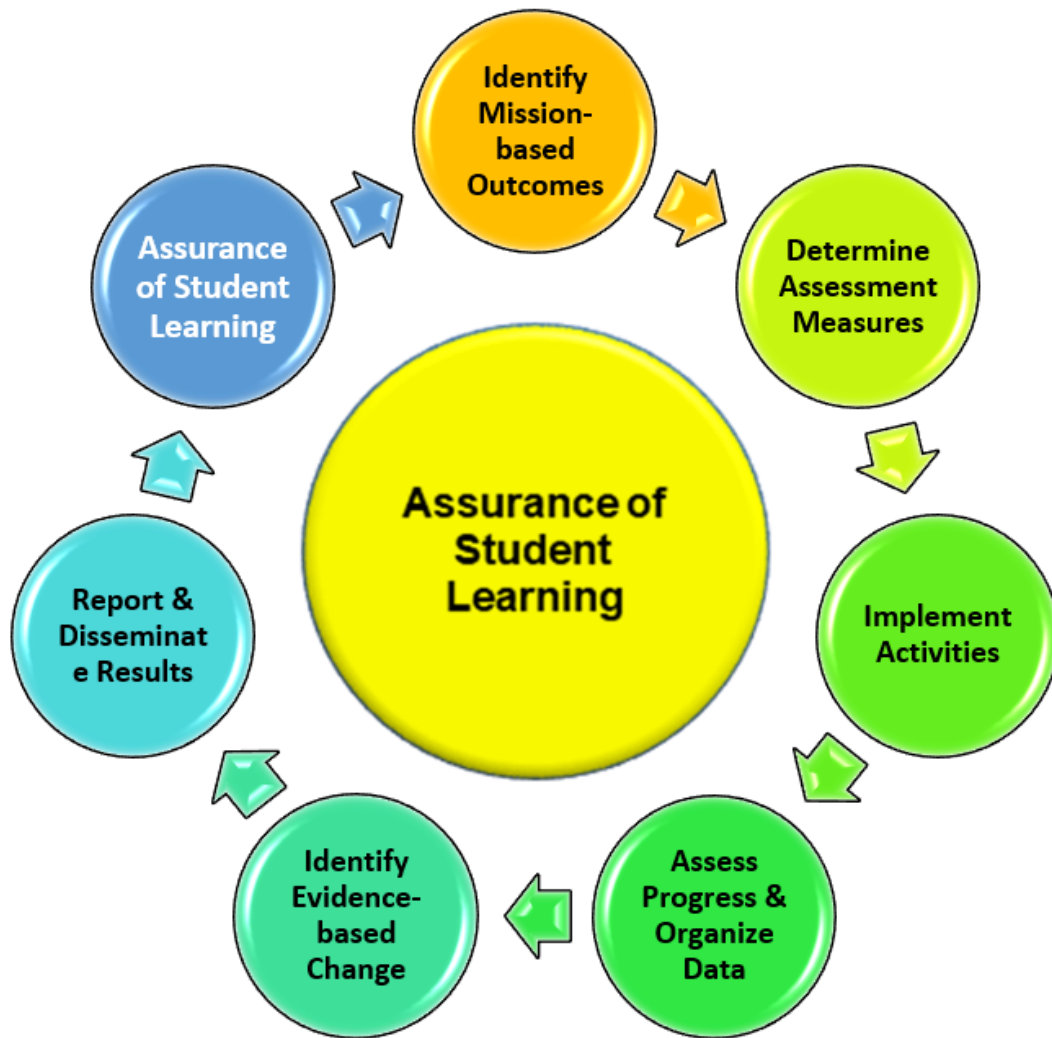 Identify
Mission-
based
Outcomes
Determine
Assessment
Measures
Implement
Activities
Assess
Progress &
Organize
Data
Identify
Evidence-
based
Change
Report &
Disseminat
e Results
Assurance
of Student
Learning
Assurance of
Student
Learning